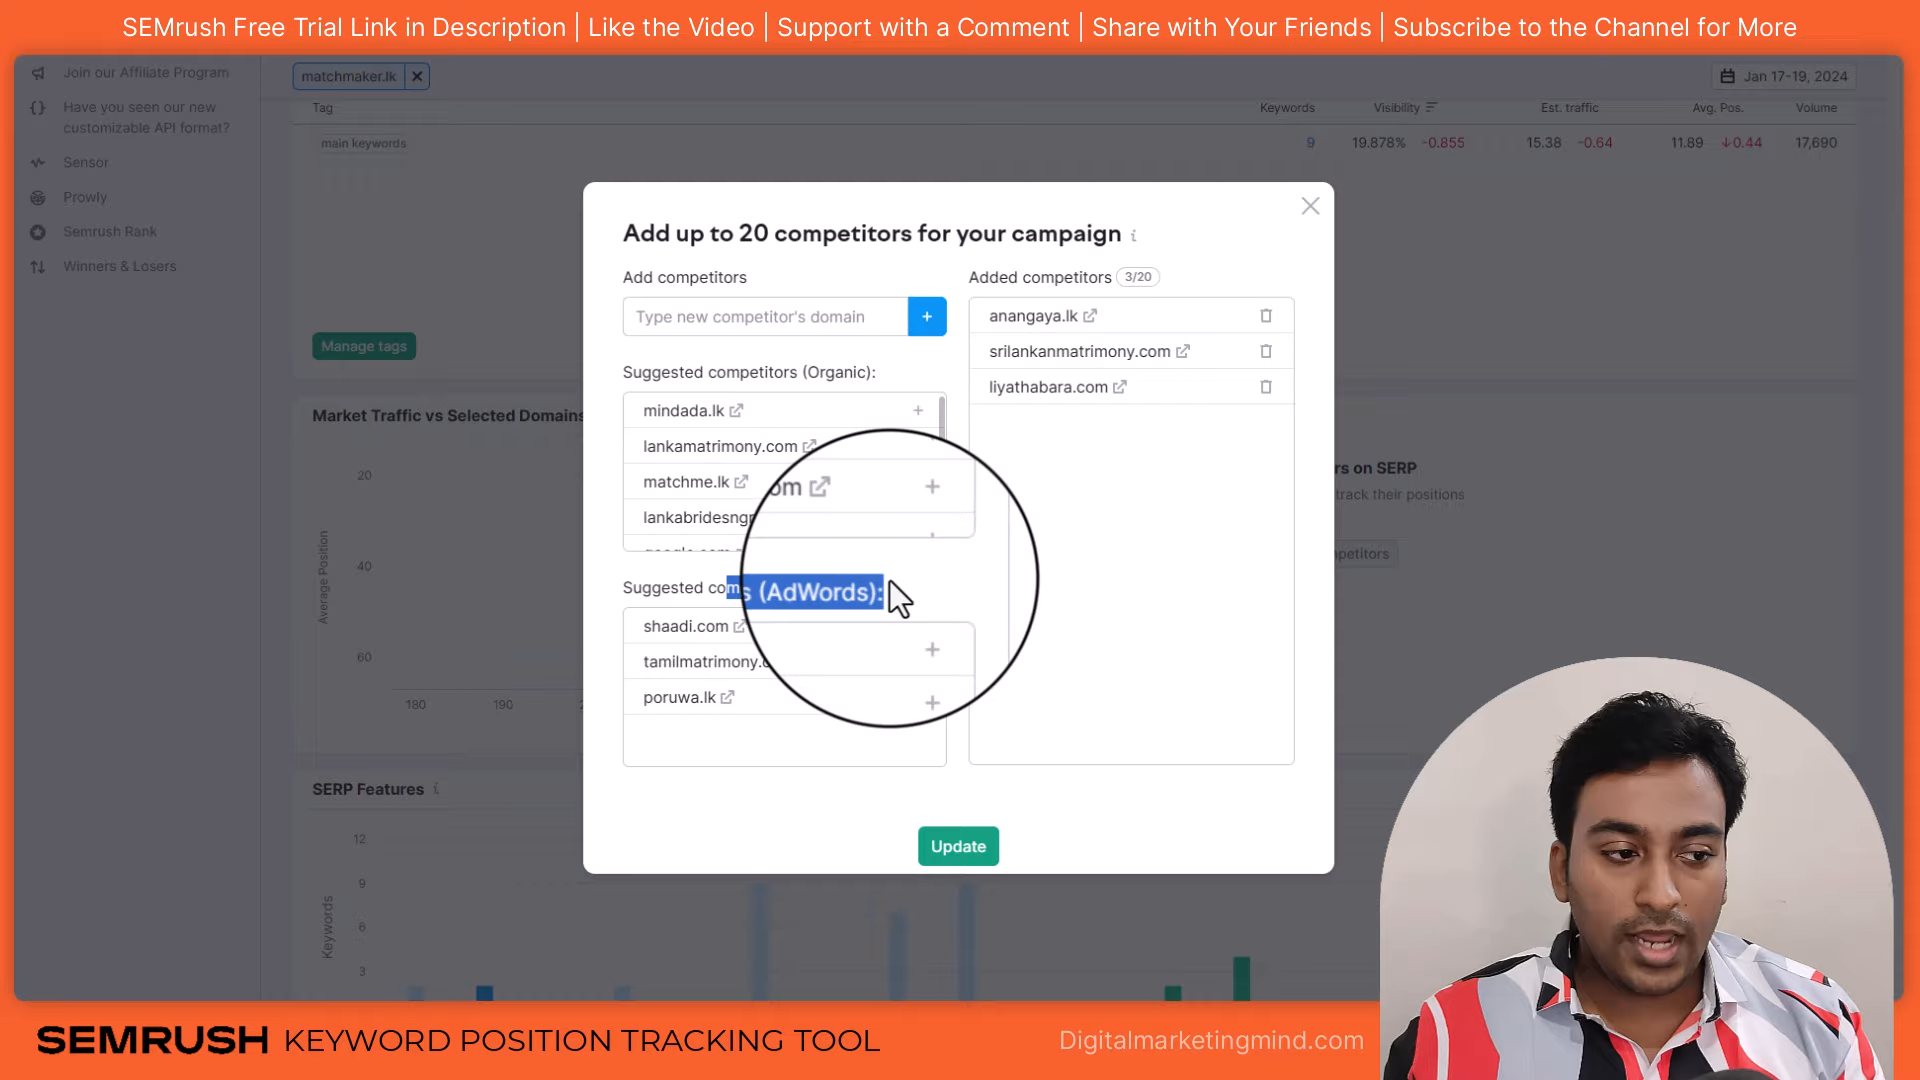 SEMrush Free Trial Link in Description | Like the Video | Support with a Comment | Share with Your Friends | Subscribe to the Channel for More
Join our Affiliate Program
Have you seen our new
customizable API format?
Sensor
Prowly
Semrush Rank
Winners & Losers
matchmaker.lk
Jan 17-19, 2024
Tag Keywords Visibility Est. traffic Avg. Pos. Volume
main keywords 9 19.878% -0.855 15.38 -0.64 11.89 ↓0.44 17,690
Manage tags
Market Traffic vs Selected Domains
Average Position
20
40
60
180 190
rs on SERP
track their positions
petitors
SERP Features
Keywords
12
9
6
3
Add up to 20 competitors for your campaign
Add competitors
Type new competitor's domain
+
Suggested competitors (Organic):
mindada.lk
lankamatrimony.com
matchme.lk
om
Suggested com
s (AdWords):
shaadi.com
tamilmatrimony.
poruwa.lk
Added competitors 3/20
anangaya.lk
srilankanmatrimony.com
liyathabara.com
Update
SEMRUSH KEYWORD POSITION TRACKING TOOL
Digitalmarketingmind.com